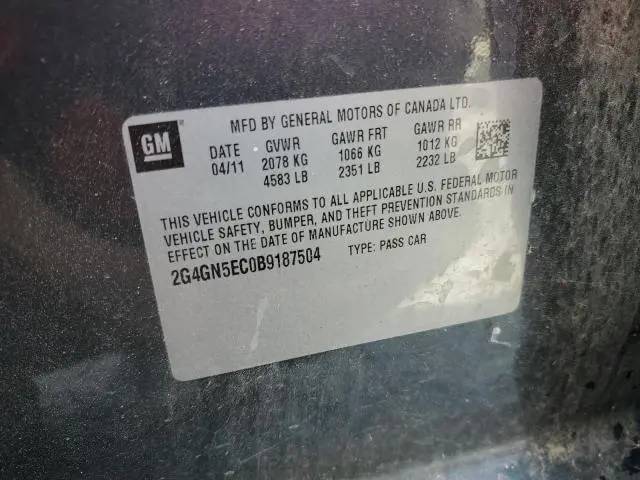 MFD BY GENERAL MOTORS OF CANADA LTD.
GM
DATE GVWR GAWR FRT GAWR RR
04/11 2078 KG 1066 KG 1012 KG
4583 LB 2351 LB 2232 LB
THIS VEHICLE CONFORMS TO ALL APPLICABLE U.S. FEDERAL MOTOR
VEHICLE SAFETY, BUMPER, AND THEFT PREVENTION STANDARDS IN
EFFECT ON THE DATE OF MANUFACTURE SHOWN ABOVE.
2G4GN5EC0B9187504 TYPE: PASS CAR